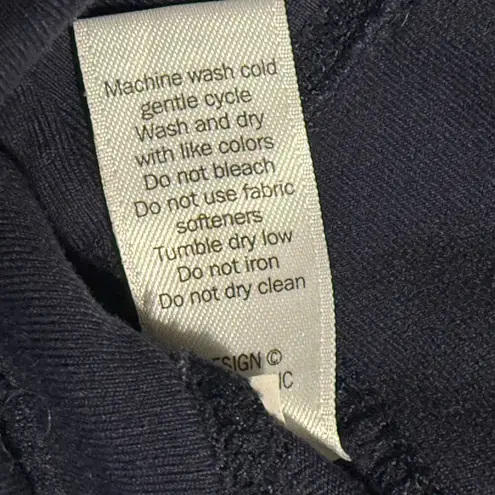 Machine wash cold
gentle cycle
Wash and dry
with like colors
Do not bleach
Do not use fabric
softeners
Tumble dry low
Do not iron
Do not dry clean
©